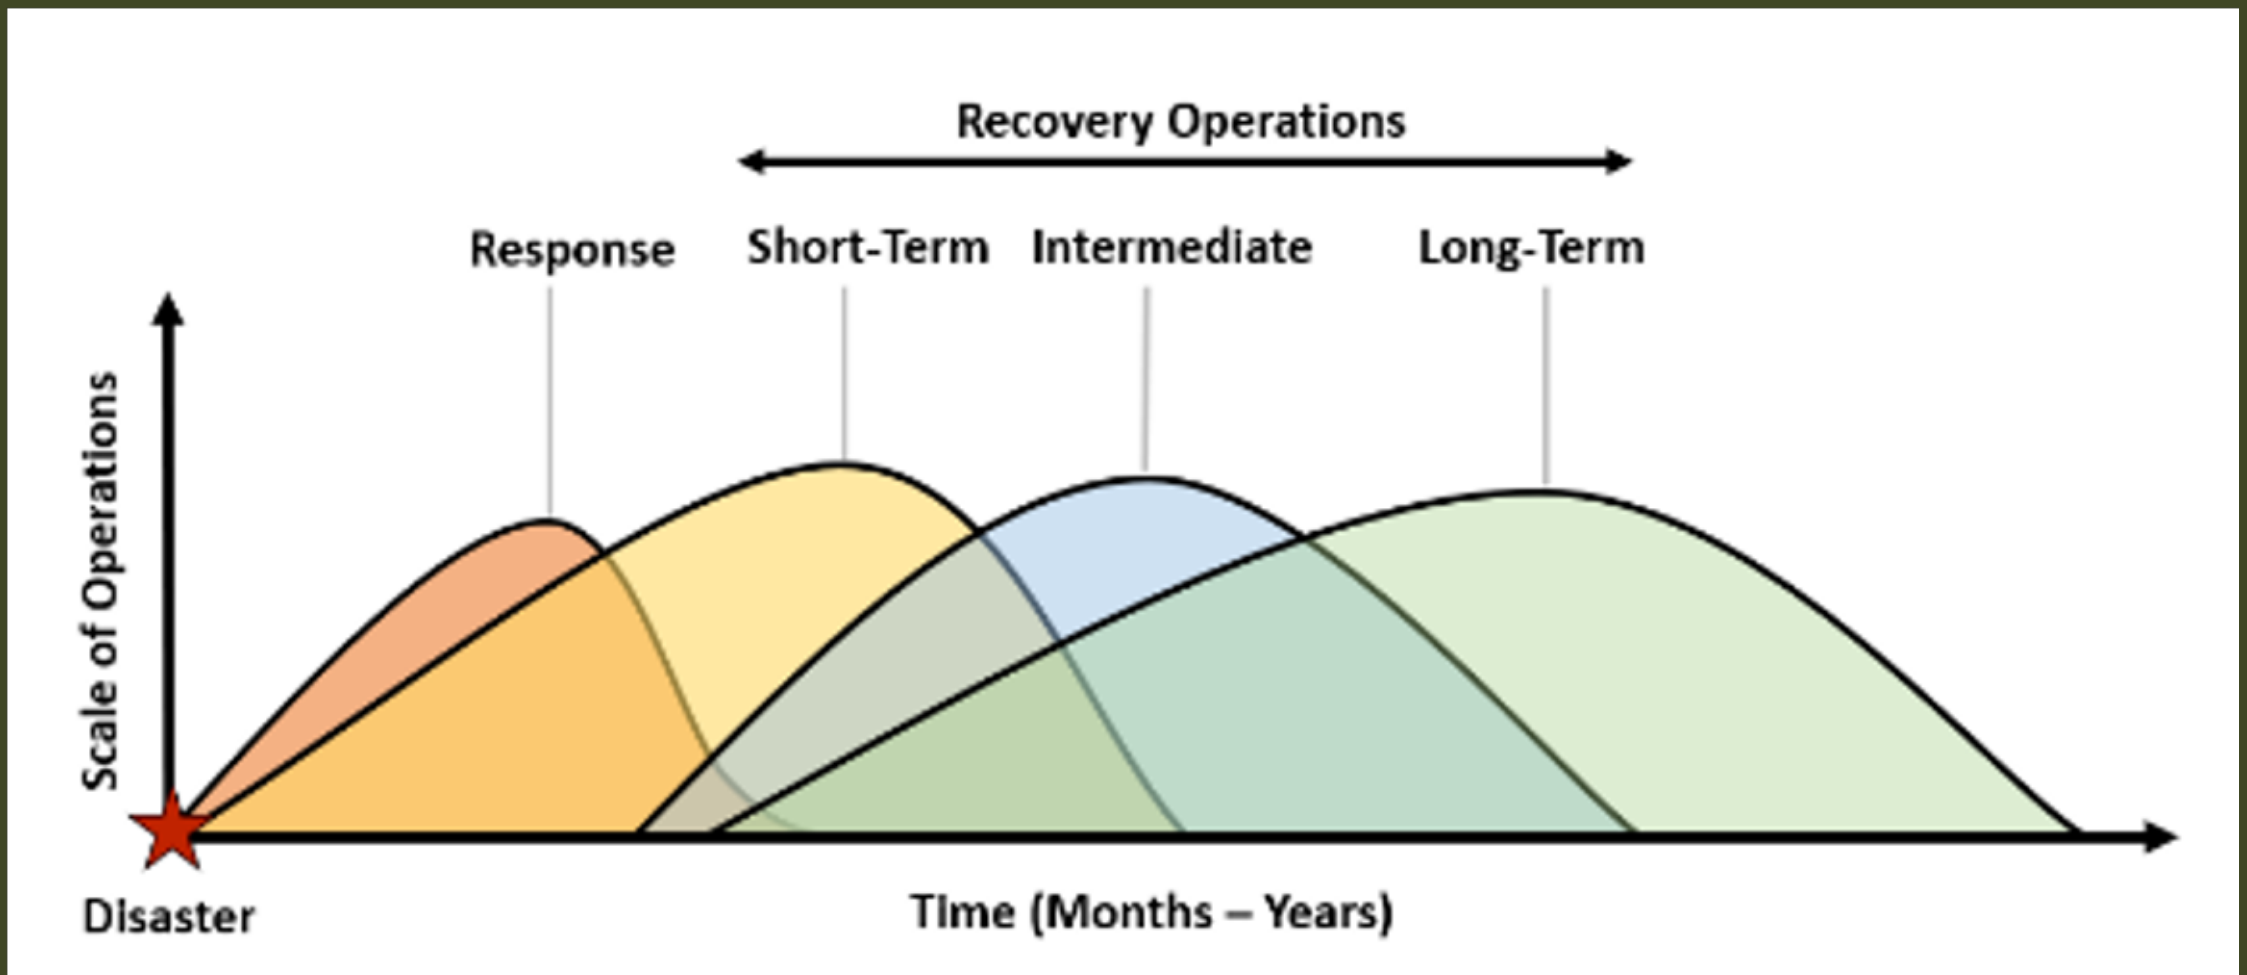 Recovery Operations
Response
Short-Term
Intermediate
Long-Term
Scale of Operations
Disaster
Time (Months – Years)